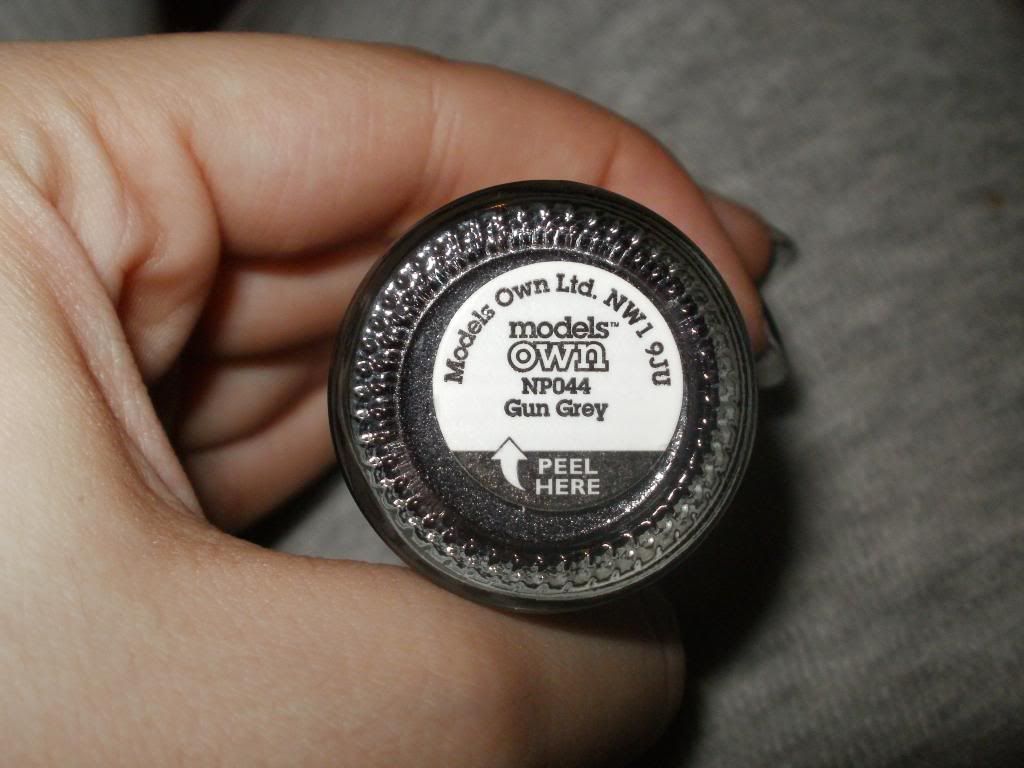 Models Own Ltd. NW1 9JU
models™
own
NP044
Gun Grey
PEEL
HERE